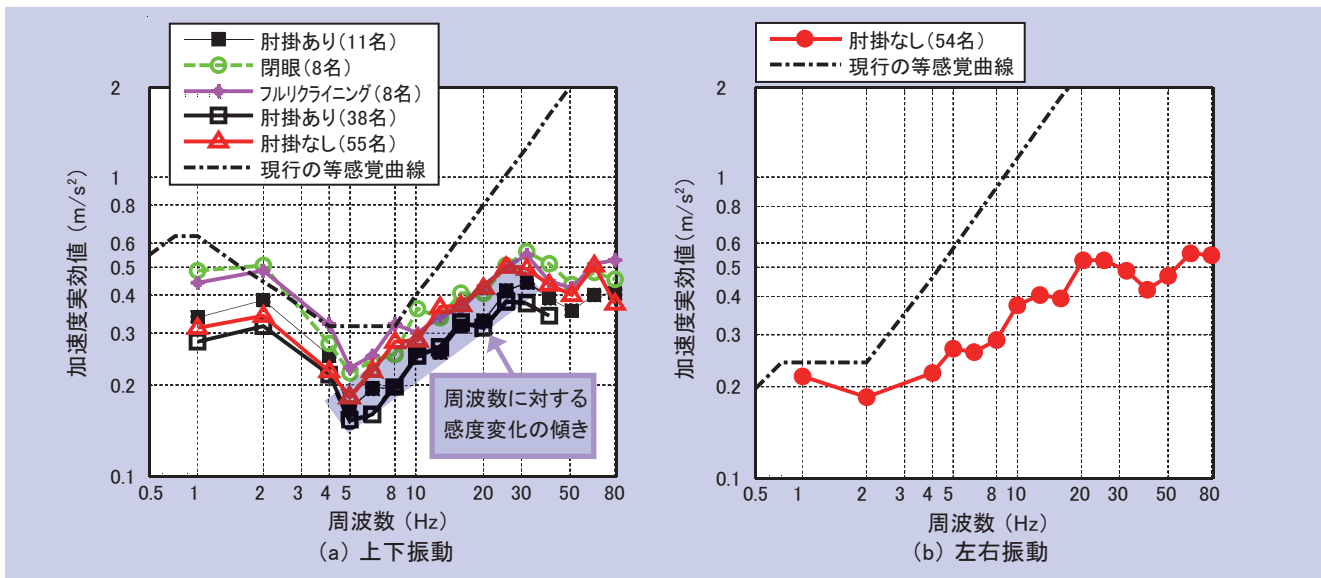 肘掛あり(11名)
閉眼(8名)
フルリクライニング(8名)
肘掛あり(38名)
肘掛なし(55名)
現行の等感覚曲線
2
1
0.8
0.6
0.5
0.4
0.3
0.2
0.1
加速度実効値 (m/s²)
周波数に対する
感度変化の傾き
0.5 1 2 3 4 5 8 10 20 30 50 80
周波数 (Hz)
(a) 上下振動
肘掛なし(54名)
現行の等感覚曲線
2
1
0.8
0.6
0.5
0.4
0.3
0.2
0.1
加速度実効値(m/s²)
0.5 1 2 3 4 5 8 10 20 30 50 80
周波数 (Hz)
(b) 左右振動